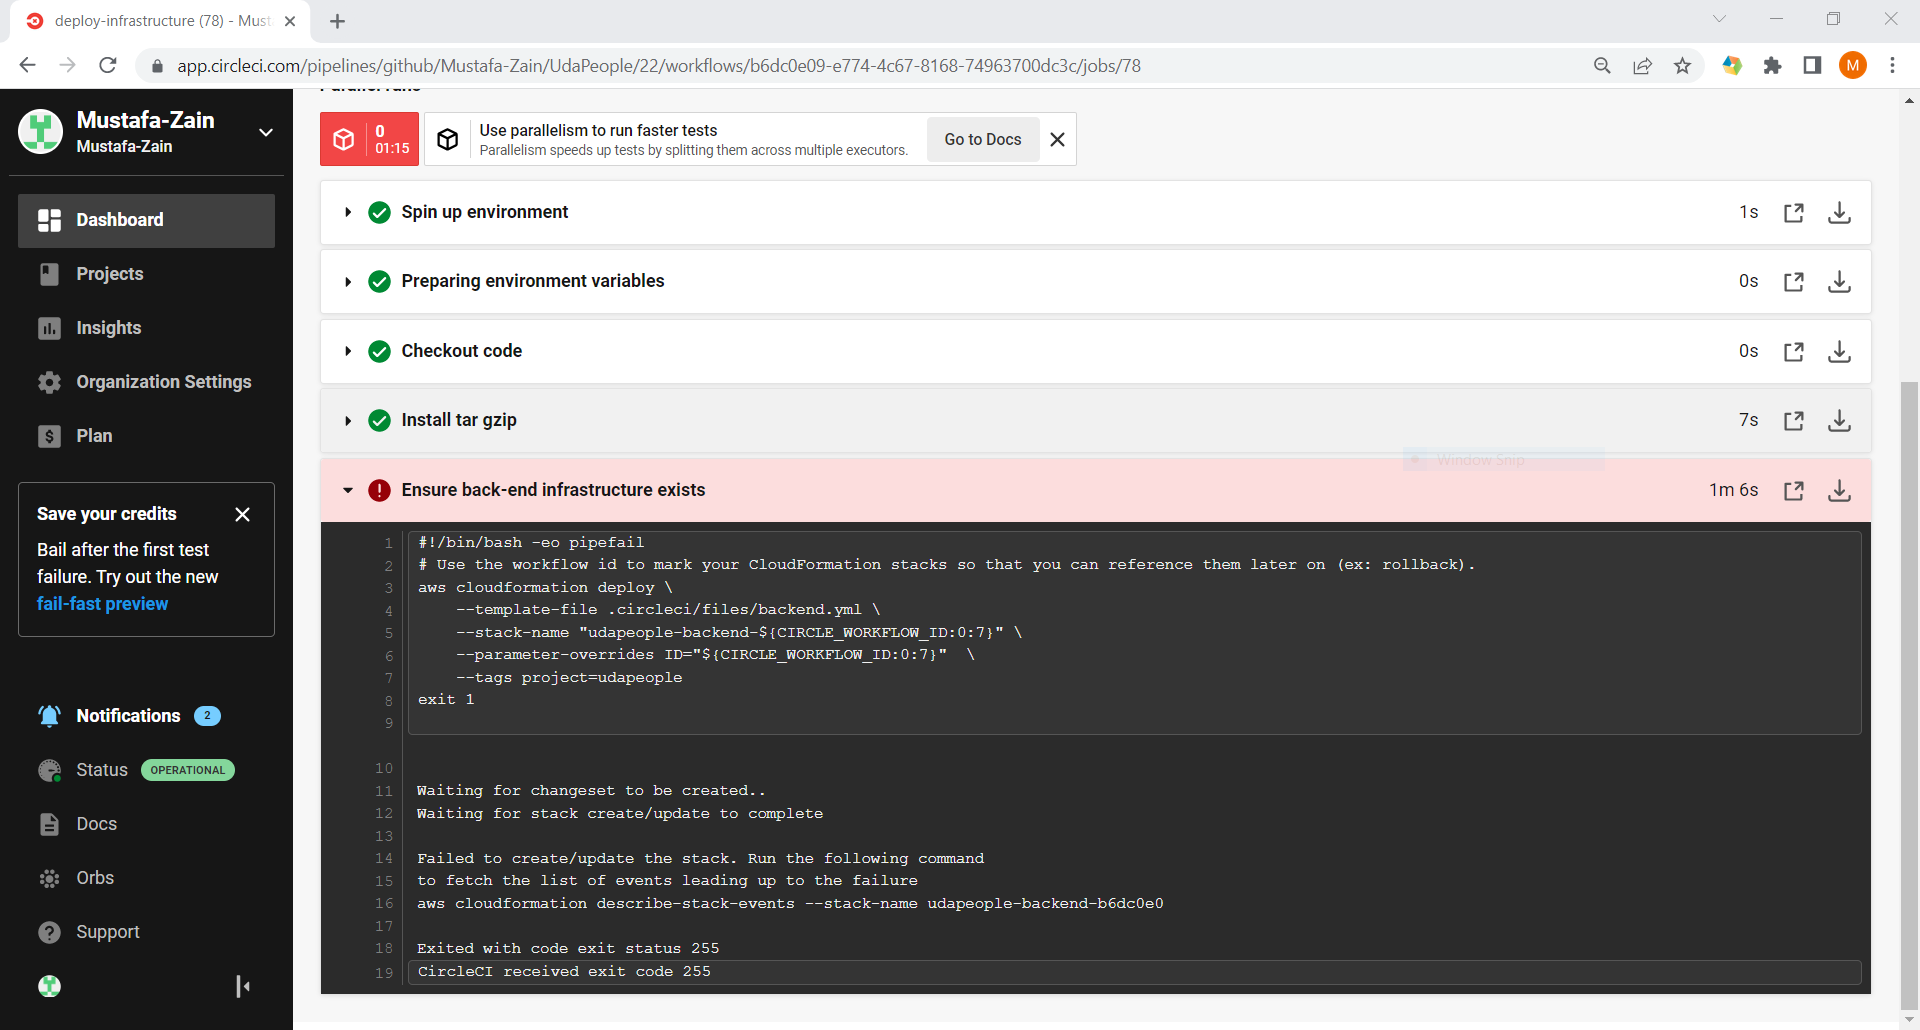 deploy-infrastructure (78) - Must
app.circleci.com/pipelines/github/Mustafa-Zain/UdaPeople/22/workflows/b6dc0e09-e774-4c67-8168-74963700dc3c/jobs/78
M
Mustafa-Zain
Mustafa-Zain
Dashboard
Projects
Insights
Organization Settings
Plan
Save your credits
Bail after the first test
failure. Try out the new
fail-fast preview
Notifications 2
Status OPERATIONAL
Docs
Orbs
Support
Parallel runs
0
01:15
Use parallelism to run faster tests
Parallelism speeds up tests by splitting them across multiple executors.
Go to Docs
Spin up environment 1s
Preparing environment variables 0s
Checkout code 0s
Install tar gzip 7s
Window Snip
Ensure back-end infrastructure exists 1m 6s
1 #!/bin/bash -eo pipefail
2 # Use the workflow id to mark your CloudFormation stacks so that you can reference them later on (ex: rollback).
3 aws cloudformation deploy \
4 --template-file .circleci/files/backend.yml \
5 --stack-name "udapeople-backend-${CIRCLE_WORKFLOW_ID:0:7}" \
6 --parameter-overrides ID="${CIRCLE_WORKFLOW_ID:0:7}" \
7 --tags project=udapeople
8 exit 1
9
10
11 Waiting for changeset to be created..
12 Waiting for stack create/update to complete
13
14 Failed to create/update the stack. Run the following command
15 to fetch the list of events leading up to the failure
16 aws cloudformation describe-stack-events --stack-name udapeople-backend-b6dc0e0
17
18 Exited with code exit status 255
19 CircleCI received exit code 255